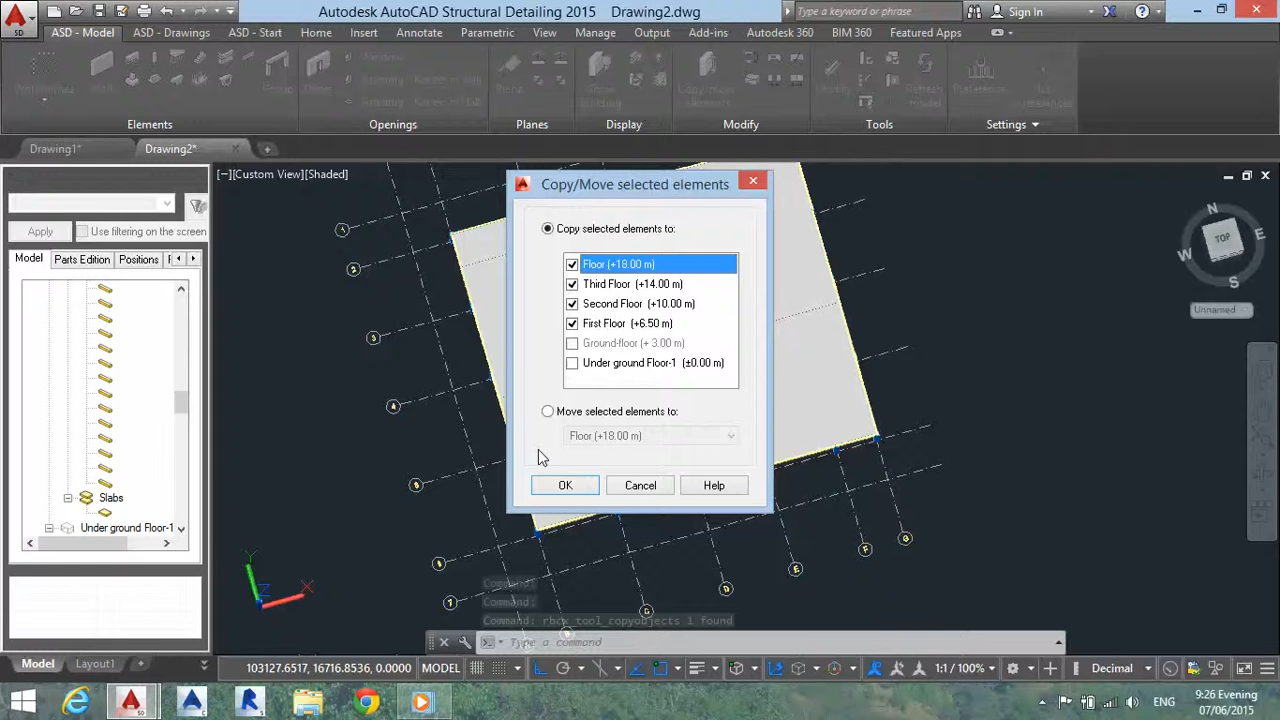 Autodesk AutoCAD Structural Detailing 2015 Drawing2.dwg
Type a keyword or phrase
Sign In
SD
ASD - Model
ASD - Drawings
ASD - Start
Home
Insert
Annotate
Parametric
View
Manage
Output
Add-ins
Autodesk 360
BIM 360
Featured Apps
Elements
Openings
Planes
Display
Modify
Tools
Settings
Drawing1*
Drawing2*
[−][Custom View][Shaded]
Apply
Use filtering on the screen
Model
Parts Edition
Positions
Slabs
Under ground Floor-1
Copy/Move selected elements
Copy selected elements to:
Floor (+18.00 m)
Third Floor (+14.00 m)
Second Floor (+10.00 m)
First Floor (+6.50 m)
Ground-floor (+ 3.00 m)
Under ground Floor-1 (±0.00 m)
Move selected elements to:
Floor (+18.00 m)
OK
Cancel
Help
N
W
TOP
E
S
Unnamed
1
2
3
7
D
E
F
Y
X
Z
Command:
Command:
Command: rbcx_tool_copyobjects 1 found
Type a command
Model
Layout1
103127.6517, 16716.8536, 0.0000
MODEL
1:1 / 100%
Decimal
ENG
9:26 Evening
07/06/2015